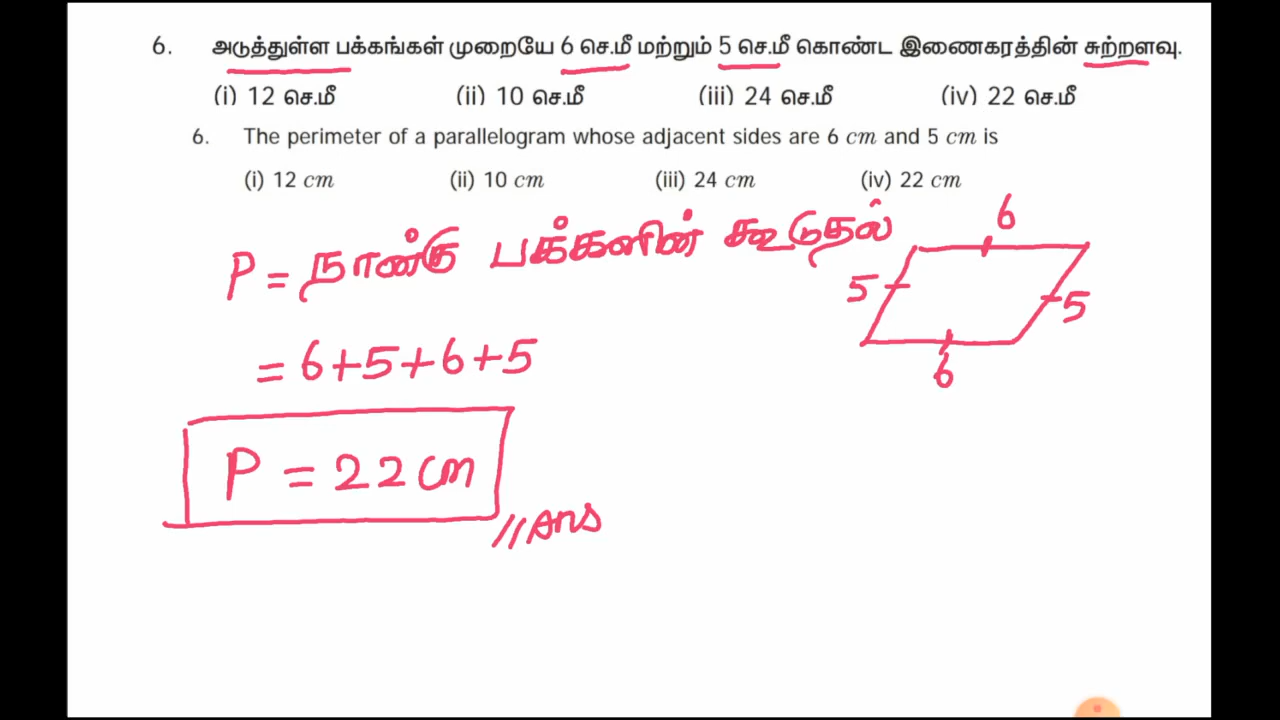 6. அடுத்துள்ள பக்கங்கள் முறையே 6 செ.மீ மற்றும் 5 செ.மீ கொண்ட இணைகரத்தின் சுற்றளவு.
(i) 12 செ.மீ (ii) 10 செ.மீ (iii) 24 செ.மீ (iv) 22 செ.மீ
6. The perimeter of a parallelogram whose adjacent sides are 6 cm and 5 cm is
(i) 12 cm (ii) 10 cm (iii) 24 cm (iv) 22 cm
P = நான்கு பக்களின் கூடுதல்
= 6+5+6+5
P = 22 cm
//Ans
6
5
5
6